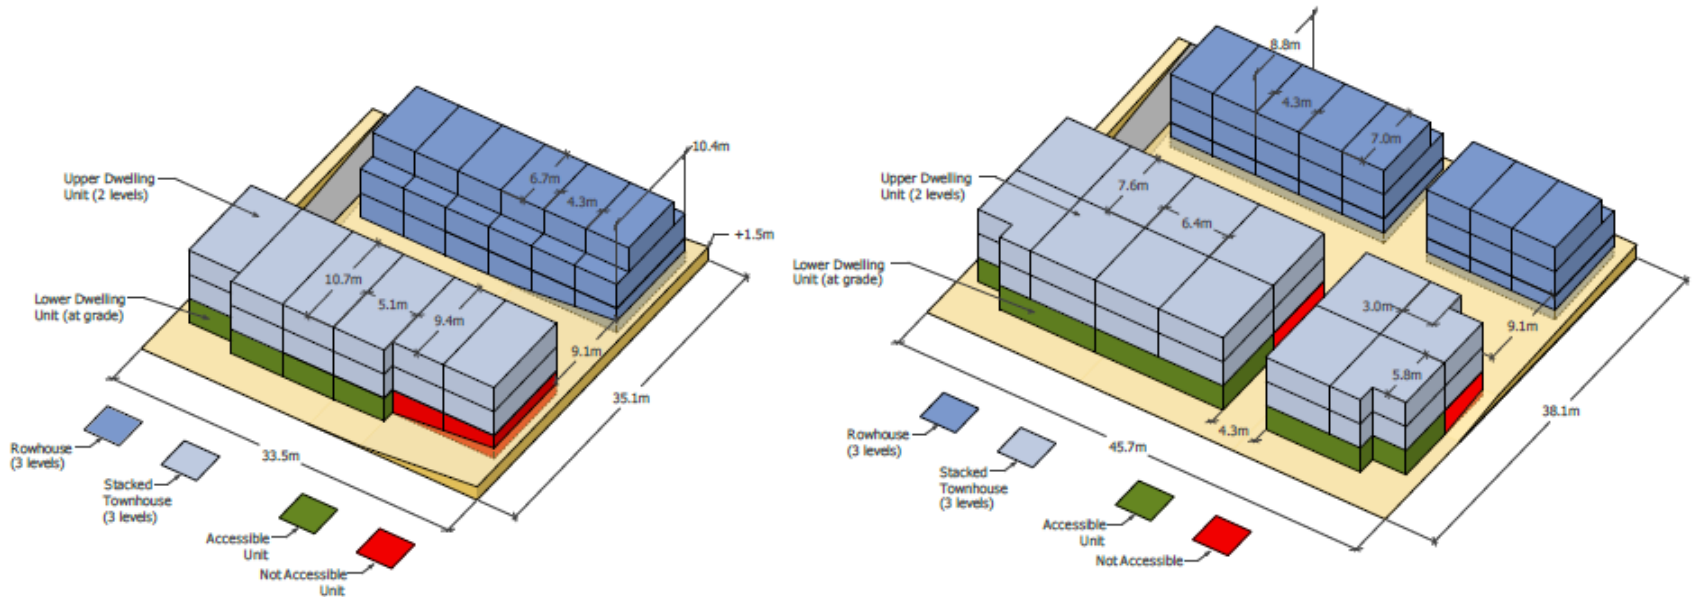 10.4m
6.7m
4.3m
Upper Dwelling
Unit (2 levels)
+1.5m
10.7m
5.1m
9.4m
Lower Dwelling
Unit (at grade)
9.1m
35.1m
33.5m
Rowhouse
(3 levels)
Stacked
Townhouse
(3 levels)
Accessible
Unit
Not Accessible
Unit
8.8m
4.3m
7.0m
Upper Dwelling
Unit (2 levels)
7.6m
6.4m
Lower Dwelling
Unit (at grade)
3.0m
9.1m
5.8m
38.1m
4.3m
45.7m
Rowhouse
(3 levels)
Stacked
Townhouse
(3 levels)
Accessible
Unit
Not Accessible